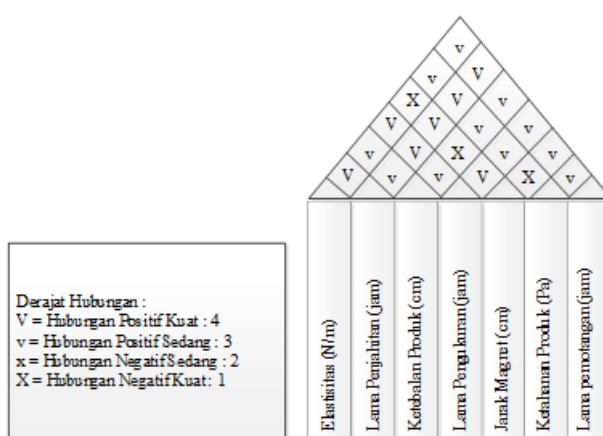 v
v V
X V v
V V v v
v V X v v
V v v V X v
Derajat Hubungan :
V = Hubungan Positif Kuat : 4
v = Hubungan Positif Sedang : 3
x = Hubungan Negatif Sedang : 2
X = Hubungan Negatif Kuat: 1
Elastisitas (N/m)
Lama Penjahitan (jam)
Ketebalan Produk (cm)
Lama Pengukuran (jam)
Jarak Magnet (cm)
Ketahanan Produk (Pa)
Lama pemotongan (jam)